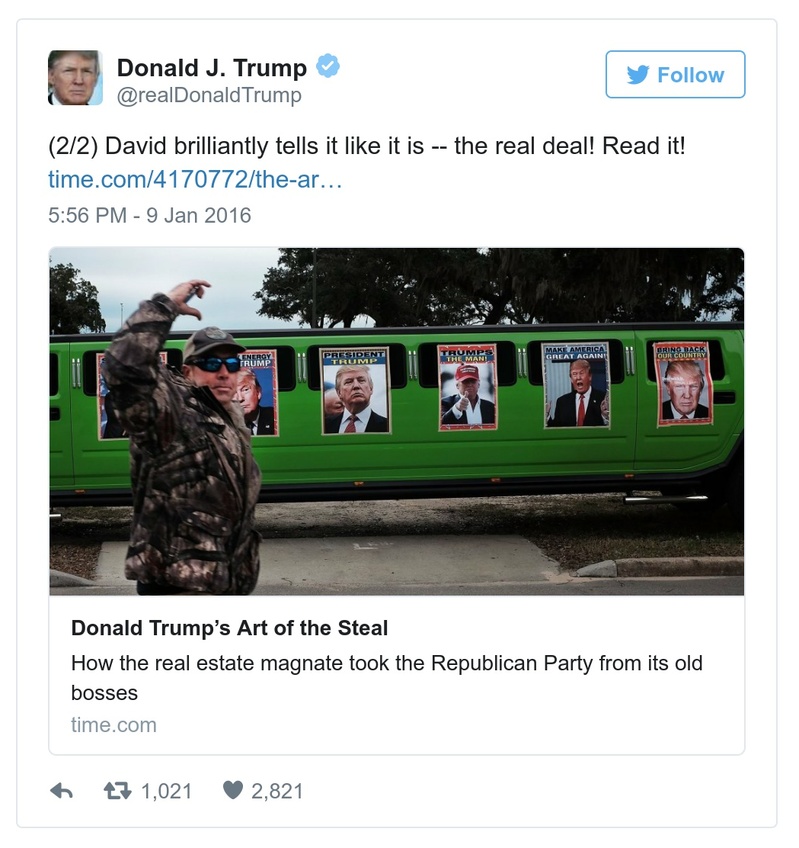 Donald J. Trump
@realDonaldTrump
Follow
(2/2) David brilliantly tells it like it is -- the real deal! Read it!
time.com/4170772/the-ar…
5:56 PM - 9 Jan 2016
ENERGY
TRUMP
PRESIDENT
TRUMP
TRUMPS
THE MAN!
MAKE AMERICA
GREAT AGAIN!
BRING BACK
OUR COUNTRY
Donald Trump’s Art of the Steal
How the real estate magnate took the Republican Party from its old
bosses
time.com
1,021
2,821